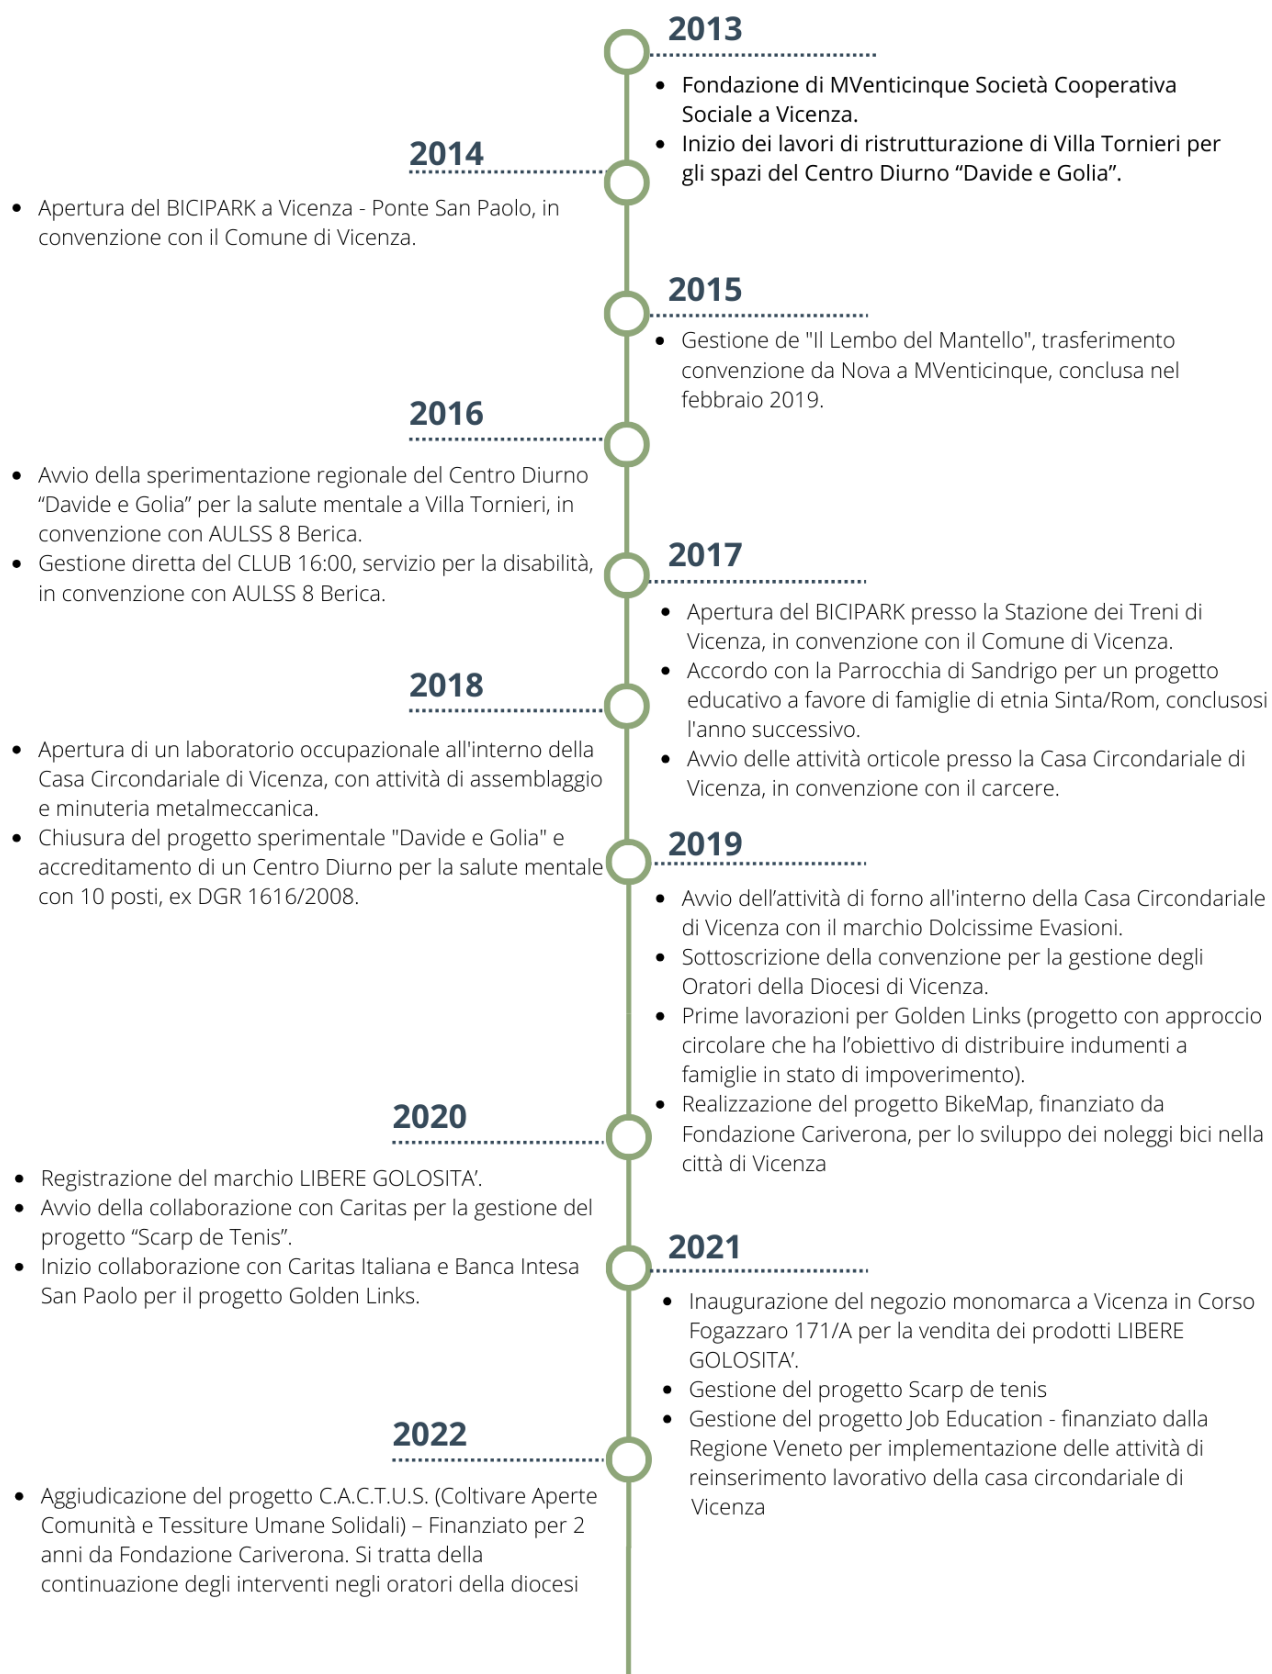 2013
• Fondazione di MVenticinque Società Cooperativa
Sociale a Vicenza.
• Inizio dei lavori di ristrutturazione di Villa Tornieri per
gli spazi del Centro Diurno “Davide e Golia”.
2014
• Apertura del BICIPARK a Vicenza - Ponte San Paolo, in
convenzione con il Comune di Vicenza.
2015
• Gestione de "Il Lembo del Mantello", trasferimento
convenzione da Nova a MVenticinque, conclusa nel
febbraio 2019.
2016
• Avvio della sperimentazione regionale del Centro Diurno
“Davide e Golia” per la salute mentale a Villa Tornieri, in
convenzione con AULSS 8 Berica.
• Gestione diretta del CLUB 16:00, servizio per la disabilità,
in convenzione con AULSS 8 Berica.
2017
• Apertura del BICIPARK presso la Stazione dei Treni di
Vicenza, in convenzione con il Comune di Vicenza.
• Accordo con la Parrocchia di Sandrigo per un progetto
educativo a favore di famiglie di etnia Sinta/Rom, conclusosi
l'anno successivo.
• Avvio delle attività orticole presso la Casa Circondariale di
Vicenza, in convenzione con il carcere.
2018
• Apertura di un laboratorio occupazionale all'interno della
Casa Circondariale di Vicenza, con attività di assemblaggio
e minuteria metalmeccanica.
• Chiusura del progetto sperimentale "Davide e Golia" e
accreditamento di un Centro Diurno per la salute mentale
con 10 posti, ex DGR 1616/2008.
2019
• Avvio dell’attività di forno all'interno della Casa Circondariale
di Vicenza con il marchio Dolcissime Evasioni.
• Sottoscrizione della convenzione per la gestione degli
Oratori della Diocesi di Vicenza.
• Prime lavorazioni per Golden Links (progetto con approccio
circolare che ha l’obiettivo di distribuire indumenti a
famiglie in stato di impoverimento).
• Realizzazione del progetto BikeMap, finanziato da
Fondazione Cariverona, per lo sviluppo dei noleggi bici nella
città di Vicenza
2020
• Registrazione del marchio LIBERE GOLOSITA’.
• Avvio della collaborazione con Caritas per la gestione del
progetto “Scarp de Tenis”.
• Inizio collaborazione con Caritas Italiana e Banca Intesa
San Paolo per il progetto Golden Links.
2021
• Inaugurazione del negozio monomarca a Vicenza in Corso
Fogazzaro 171/A per la vendita dei prodotti LIBERE
GOLOSITA’.
• Gestione del progetto Scarp de tenis
• Gestione del progetto Job Education - finanziato dalla
Regione Veneto per implementazione delle attività di
reinserimento lavorativo della casa circondariale di
Vicenza
2022
• Aggiudicazione del progetto C.A.C.T.U.S. (Coltivare Aperte
Comunità e Tessiture Umane Solidali) – Finanziato per 2
anni da Fondazione Cariverona. Si tratta della
continuazione degli interventi negli oratori della diocesi